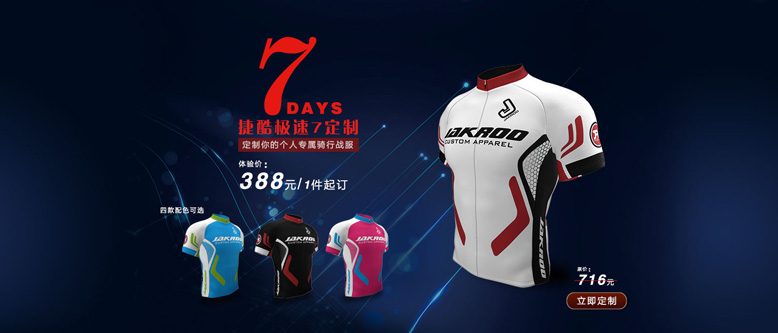 7
DAYS
捷酷极速7定制
定制你的个人专属骑行战服
体验价:
388元/1件起订
四款配色可选
JAKROO
CUSTOM APPAREL
JAKROO
JAKROO
JAKROO
原价:
716元
立即定制